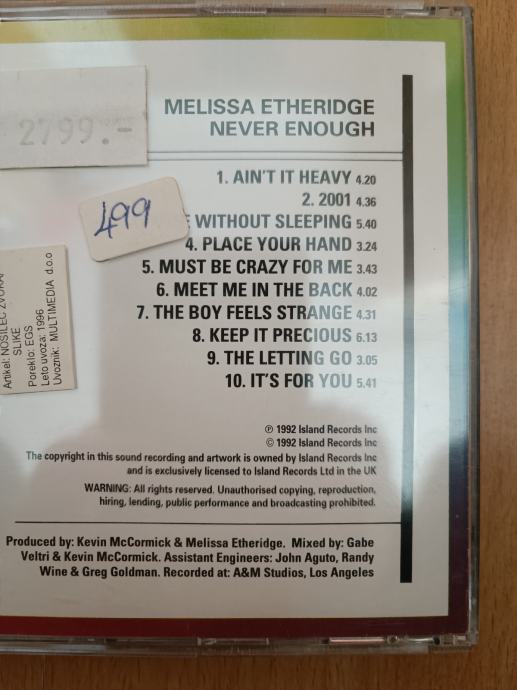 2799.-
MELISSA ETHERIDGE
NEVER ENOUGH
1. AIN'T IT HEAVY 4.20
2. 2001 4.36
499
WITHOUT SLEEPING 5.40
4. PLACE YOUR HAND 3.24
5. MUST BE CRAZY FOR ME 3.43
6. MEET ME IN THE BACK 4.02
7. THE BOY FEELS STRANGE 4.31
8. KEEP IT PRECIOUS 6.13
9. THE LETTING GO 3.05
10. IT'S FOR YOU 5.41
Artikel: NOSILEC ZVOKA/
SLIKE
Poreklo: EGS
Leto uvoza: 1996
Uvoznik: MULTIMEDIA d.o.o
℗ 1992 Island Records Inc
© 1992 Island Records Inc
The copyright in this sound recording and artwork is owned by Island Records Inc
and is exclusively licensed to Island Records Ltd in the UK
WARNING: All rights reserved. Unauthorised copying, reproduction,
hiring, lending, public performance and broadcasting prohibited.
Produced by: Kevin McCormick & Melissa Etheridge. Mixed by: Gabe
Veltri & Kevin McCormick. Assistant Engineers: John Aguto, Randy
Wine & Greg Goldman. Recorded at: A&M Studios, Los Angeles